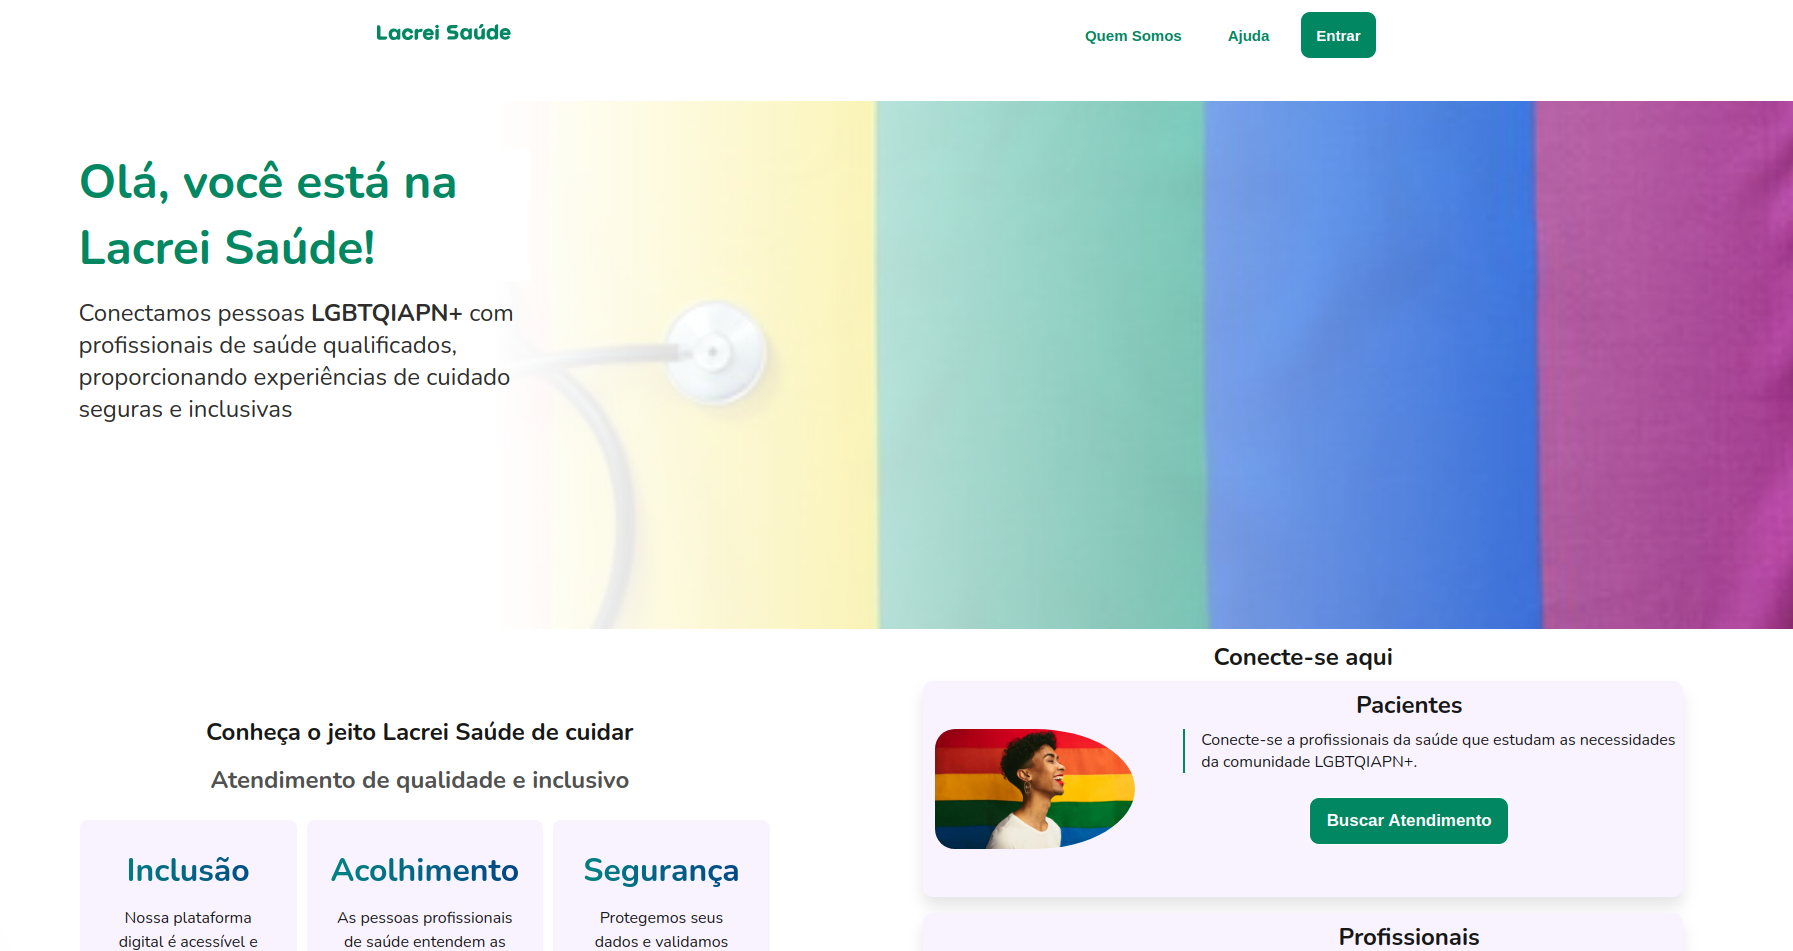 Lacrei Saúde
Quem Somos
Ajuda
Entrar
Olá, você está na
Lacrei Saúde!
Conectamos pessoas LGBTQIAPN+ com
profissionais de saúde qualificados,
proporcionando experiências de cuidado
seguras e inclusivas
Conheça o jeito Lacrei Saúde de cuidar
Atendimento de qualidade e inclusivo
Inclusão
Nossa plataforma
digital é acessível e
Acolhimento
As pessoas profissionais
de saúde entendem as
Segurança
Protegemos seus
dados e validamos
Conecte-se aqui
Pacientes
Conecte-se a profissionais da saúde que estudam as necessidades
da comunidade LGBTQIAPN+.
Buscar Atendimento
Profissionais